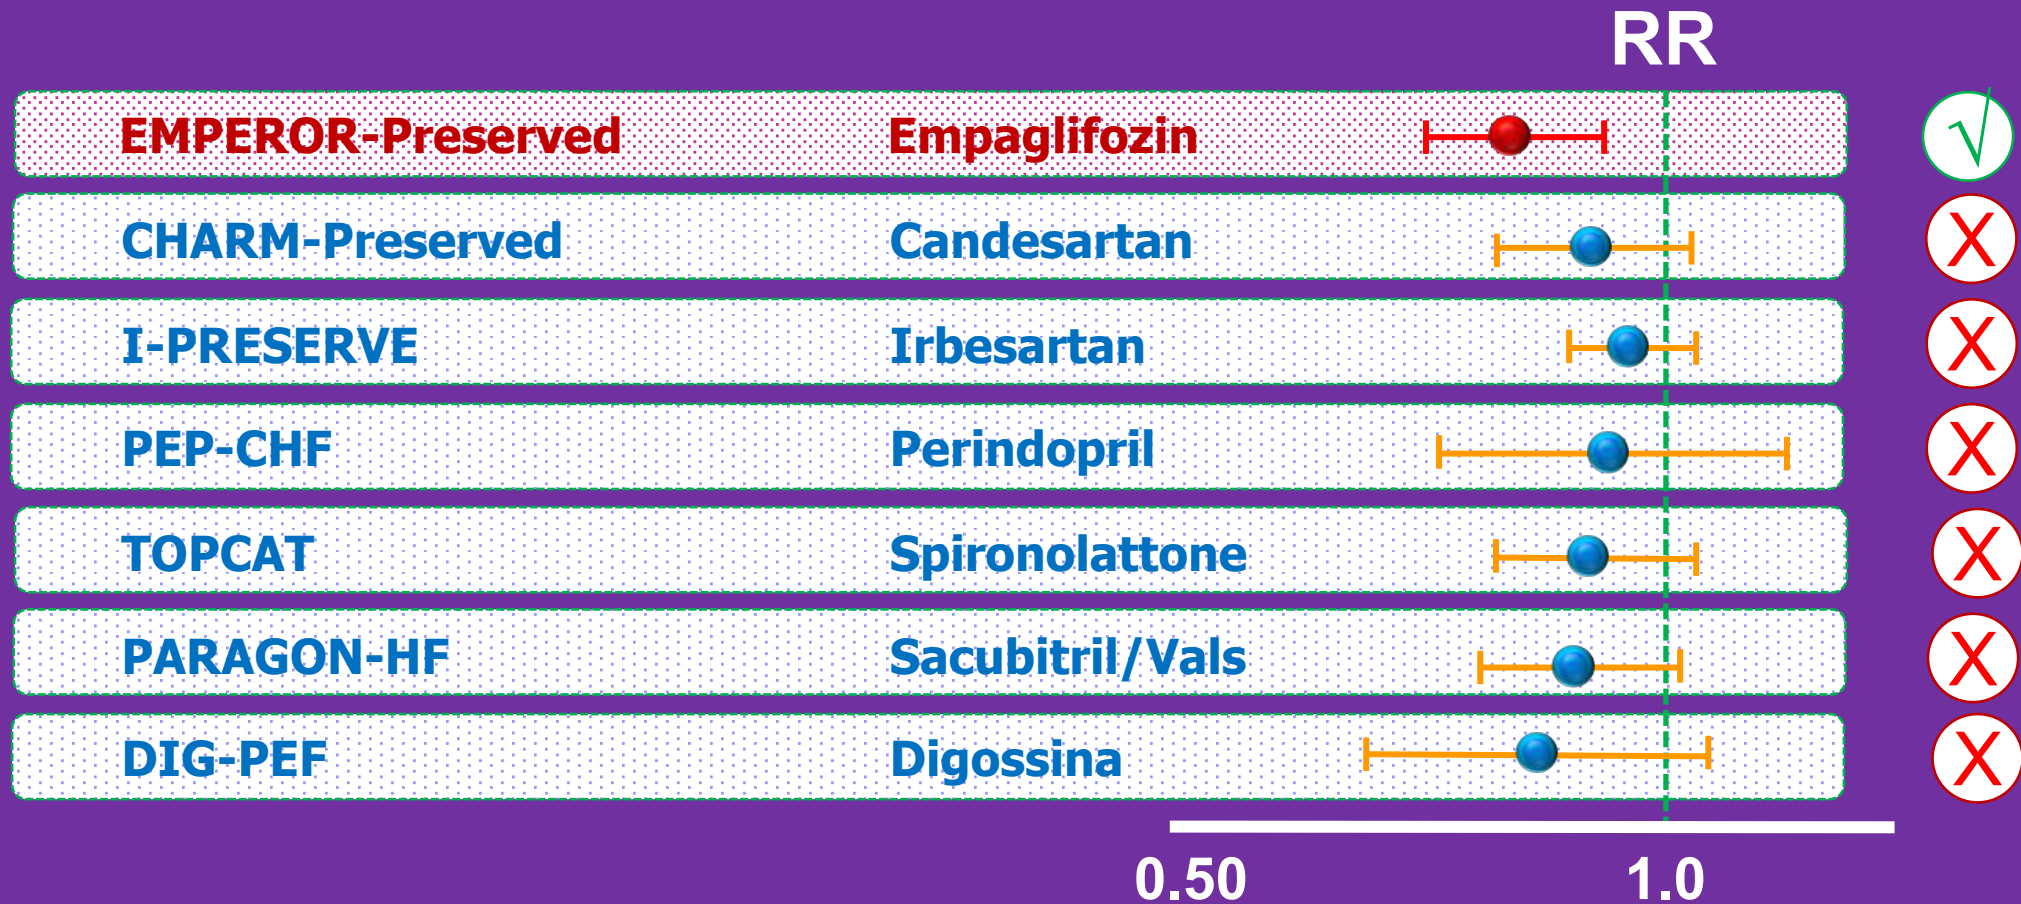 RR
EMPEROR-Preserved Empaglifozin √
CHARM-Preserved Candesartan X
I-PRESERVE Irbesartan X
PEP-CHF Perindopril X
TOPCAT Spironolattone X
PARAGON-HF Sacubitril/Vals X
DIG-PEF Digossina X
0.50 1.0